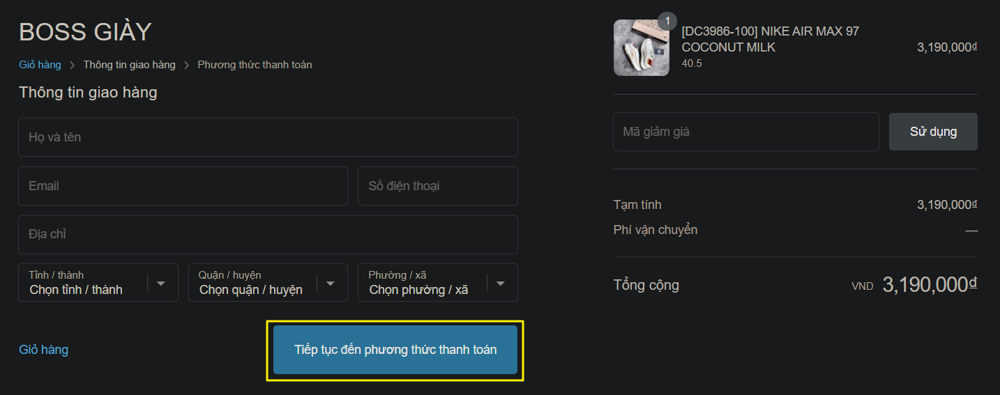 BOSS GIÀY
Giỏ hàng > Thông tin giao hàng > Phương thức thanh toán
Thông tin giao hàng
Họ và tên
Email
Số điện thoại
Địa chỉ
Tỉnh / thành
Chọn tỉnh / thành
Quận / huyện
Chọn quận / huyện
Phường / xã
Chọn phường / xã
Giỏ hàng
Tiếp tục đến phương thức thanh toán
1
[DC3986-100] NIKE AIR MAX 97
COCONUT MILK
40.5
3,190,000₫
Mã giảm giá
Sử dụng
Tạm tính 3,190,000₫
Phí vận chuyển —
Tổng cộng VND 3,190,000₫